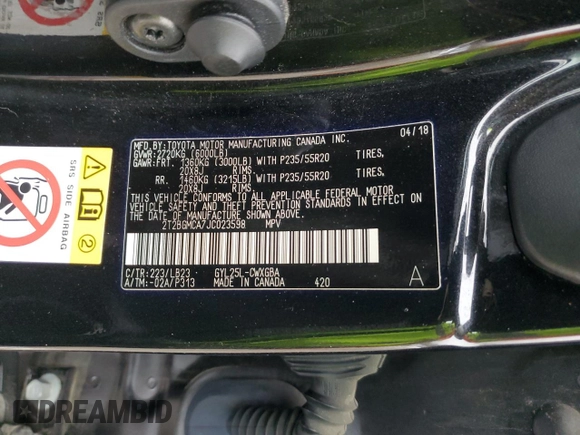 MFD.BY:TOYOTA MOTOR MANUFACTURING CANADA INC. 04/18
GVWR:2720KG (6000LB)
GAWR:FRT. 1360KG (3000LB) WITH P235/55R20 TIRES,
20X8J RIMS
RR. 1460KG (3215LB) WITH P235/55R20 TIRES,
20X8J RIMS
THIS VEHICLE CONFORMS TO ALL APPLICABLE FEDERAL MOTOR
VEHICLE SAFETY AND THEFT PREVENTION STANDARDS IN EFFECT ON
THE DATE OF MANUFACTURE SHOWN ABOVE.
2T2BGMCA7JC023598 MPV
C/TR:223/LB23 GYL25L-CWXGBA
A/TM:-02A/P313 MADE IN CANADA 420
A
SRS SIDE AIRBAG
2
DREAMBID